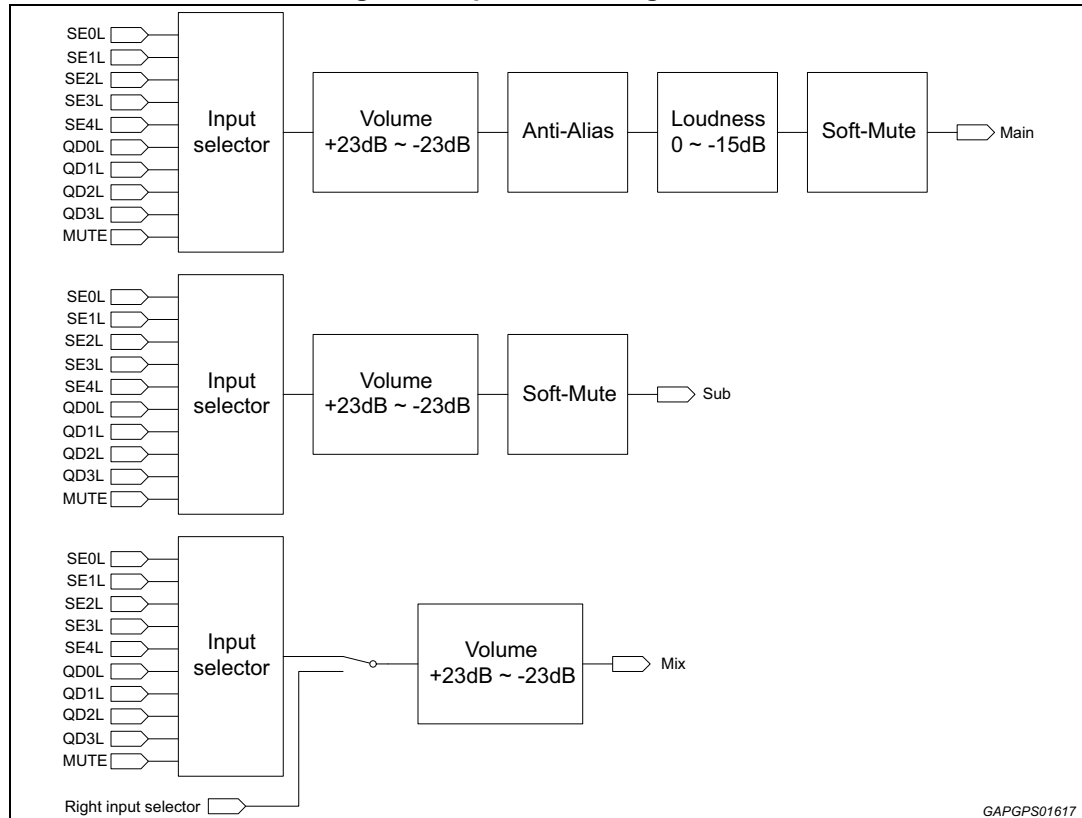 SE0L
SE1L
SE2L
SE3L
SE4L
QD0L
QD1L
QD2L
QD3L
MUTE
Input
selector
Volume
+23dB ~ -23dB
Anti-Alias
Loudness
0 ~ -15dB
Soft-Mute
Main
SE0L
SE1L
SE2L
SE3L
SE4L
QD0L
QD1L
QD2L
QD3L
MUTE
Input
selector
Volume
+23dB ~ -23dB
Soft-Mute
Sub
SE0L
SE1L
SE2L
SE3L
SE4L
QD0L
QD1L
QD2L
QD3L
MUTE
Input
selector
Volume
+23dB ~ -23dB
Mix
Right input selector
GAPGPS01617